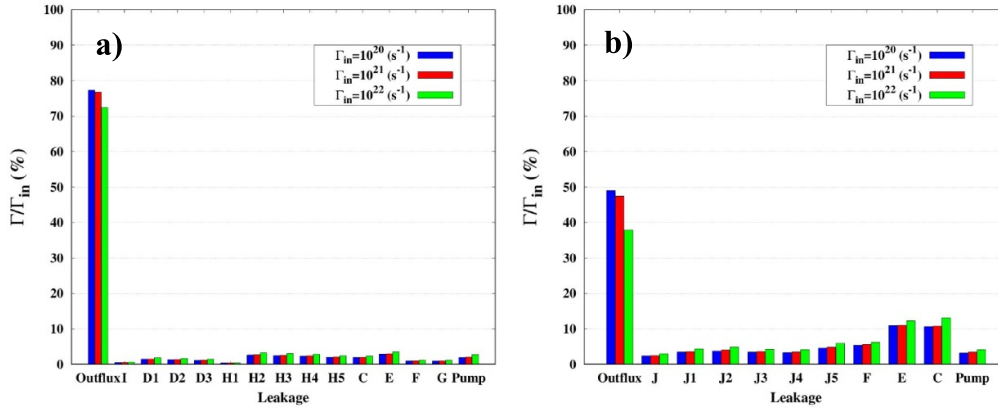 a)
Γin=10^20 (s^-1)
Γin=10^21 (s^-1)
Γin=10^22 (s^-1)
Γ/Γin (%)
100
90
80
70
60
50
40
30
20
10
0
Outflux I D1 D2 D3 H1 H2 H3 H4 H5 C E F G Pump
Leakage
b)
Γin=10^20 (s^-1)
Γin=10^21 (s^-1)
Γin=10^22 (s^-1)
Γ/Γin (%)
100
90
80
70
60
50
40
30
20
10
0
Outflux J J1 J2 J3 J4 J5 F E C Pump
Leakage